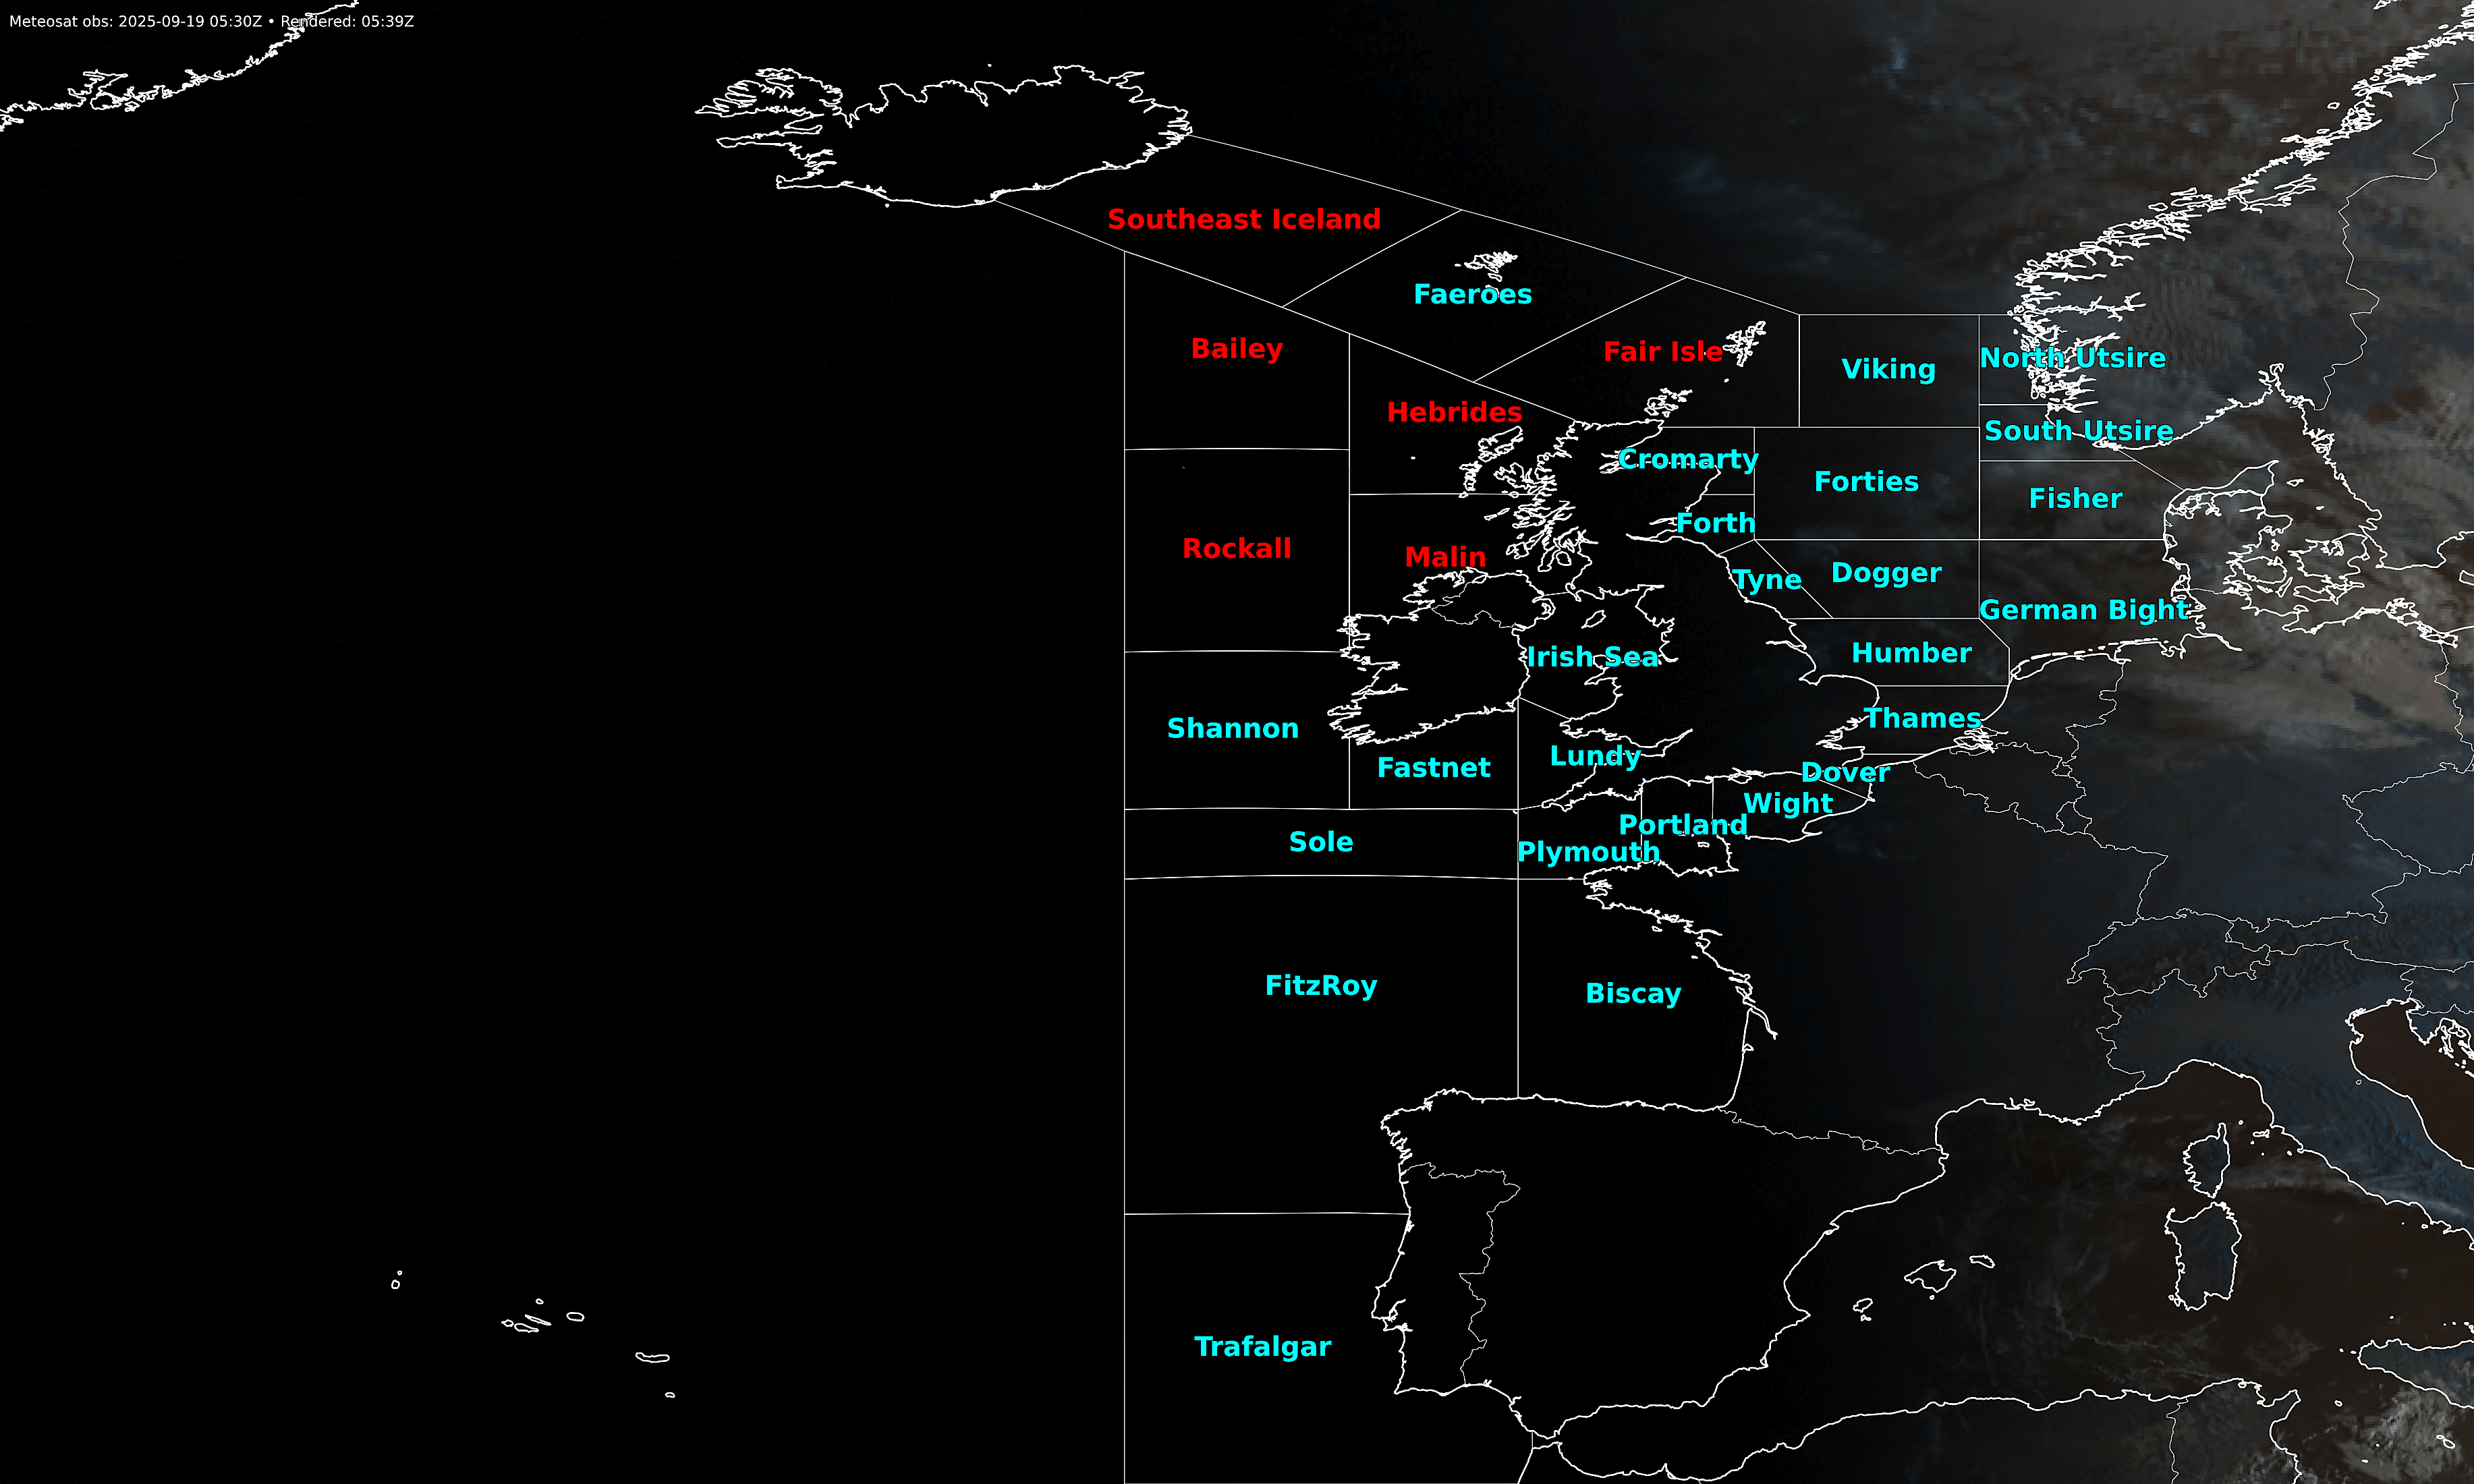 Meteosat obs: 2025-09-19 05:30Z • Rendered: 05:39Z
Southeast Iceland
Faeroes
Bailey
Fair Isle
Viking
North Utsire
Hebrides
South Utsire
Cromarty
Forties
Fisher
Forth
Rockall
Malin
Tyne
Dogger
German Bight
Irish Sea
Humber
Shannon
Thames
Fastnet
Lundy
Dover
Wight
Portland
Sole
Plymouth
FitzRoy
Biscay
Trafalgar